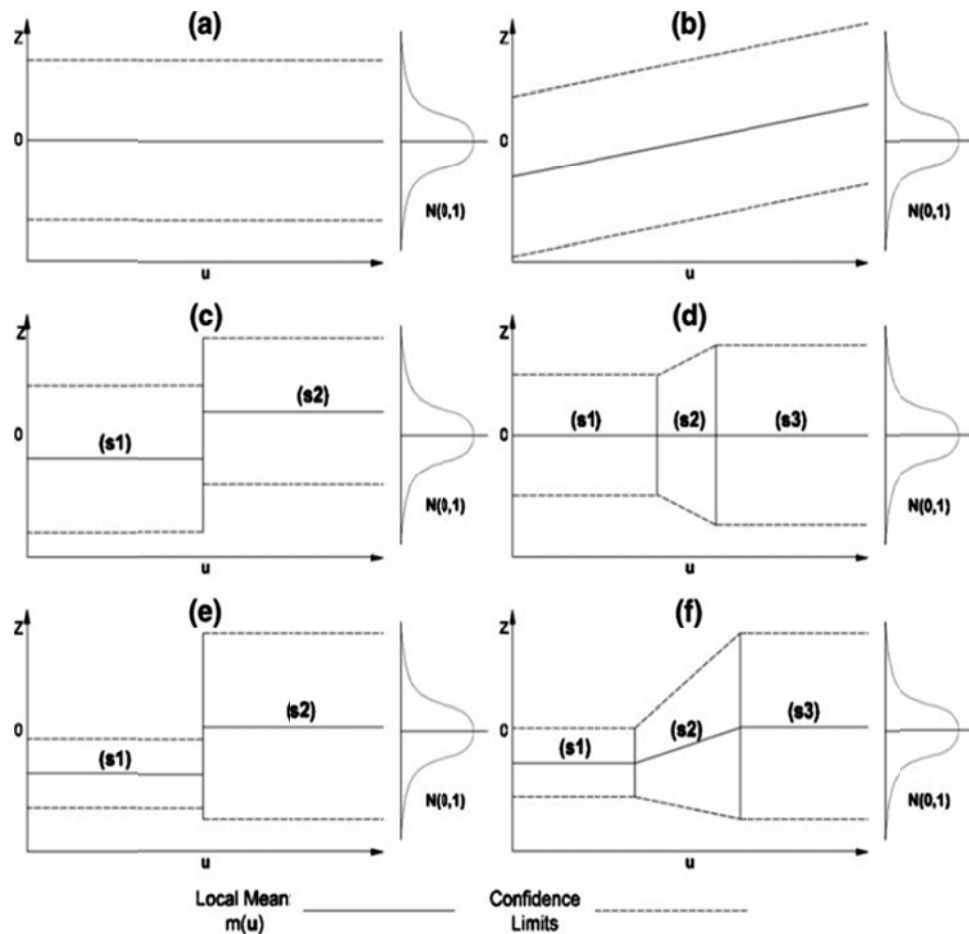 (a)
Z
0
N(0,1)
u
(b)
Z
0
N(0,1)
u
(c)
Z
(s2)
0
(s1)
N(0,1)
u
(d)
Z
0
(s1) (s2) (s3)
N(0,1)
u
(e)
Z
(s2)
0
(s1)
N(0,1)
u
(f)
Z
(s3)
0
(s2)
(s1)
N(0,1)
u
Local Mean:
m(u)
Confidence
Limits